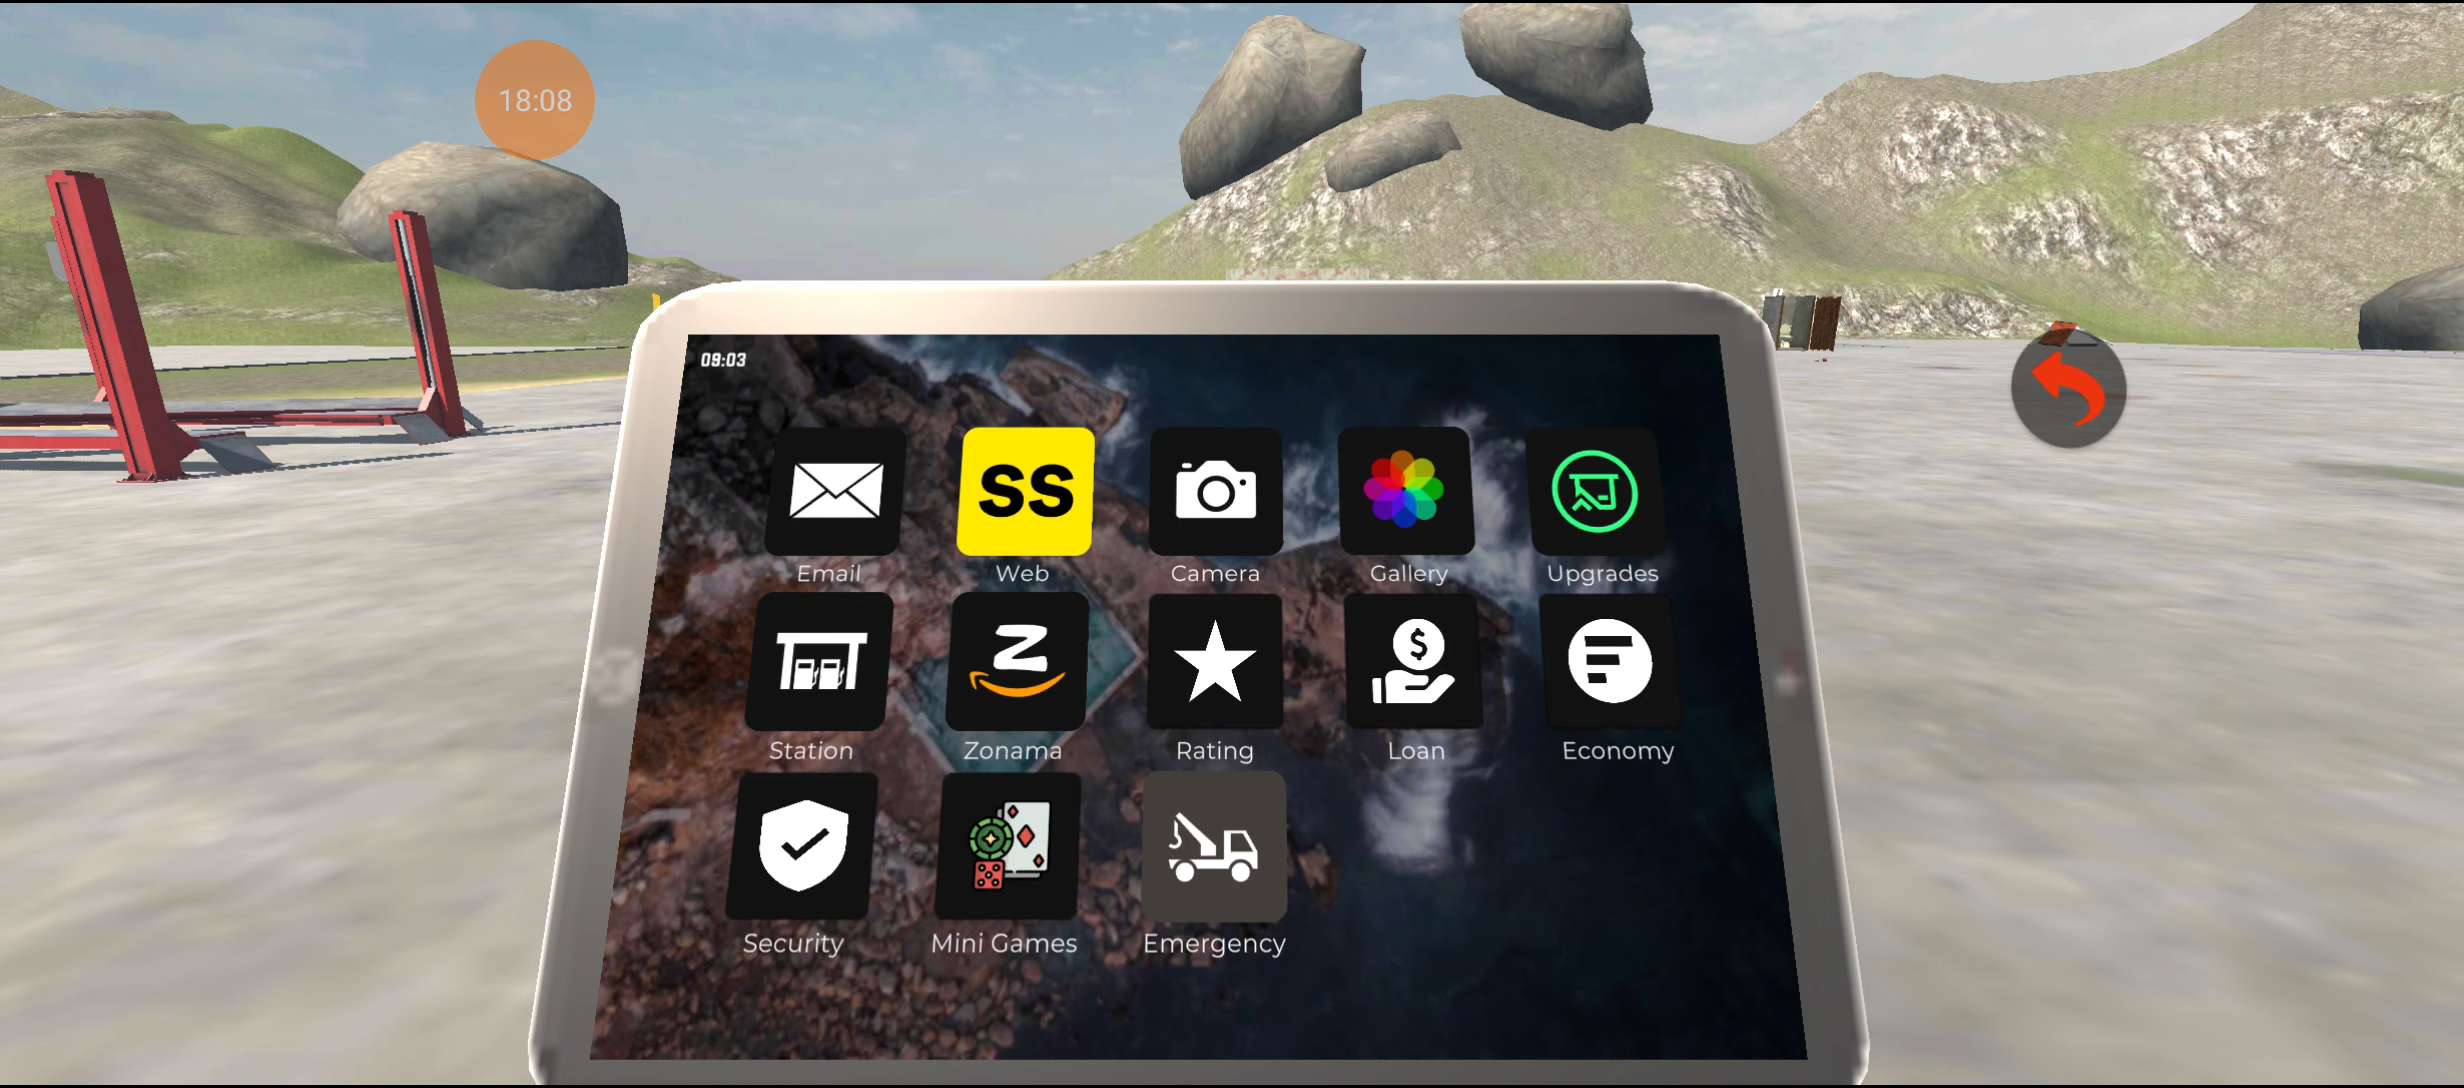 18:08
09:03
SS
Email Web Camera Gallery Upgrades
Z
$
Station Zonama Rating Loan Economy
Security Mini Games Emergency